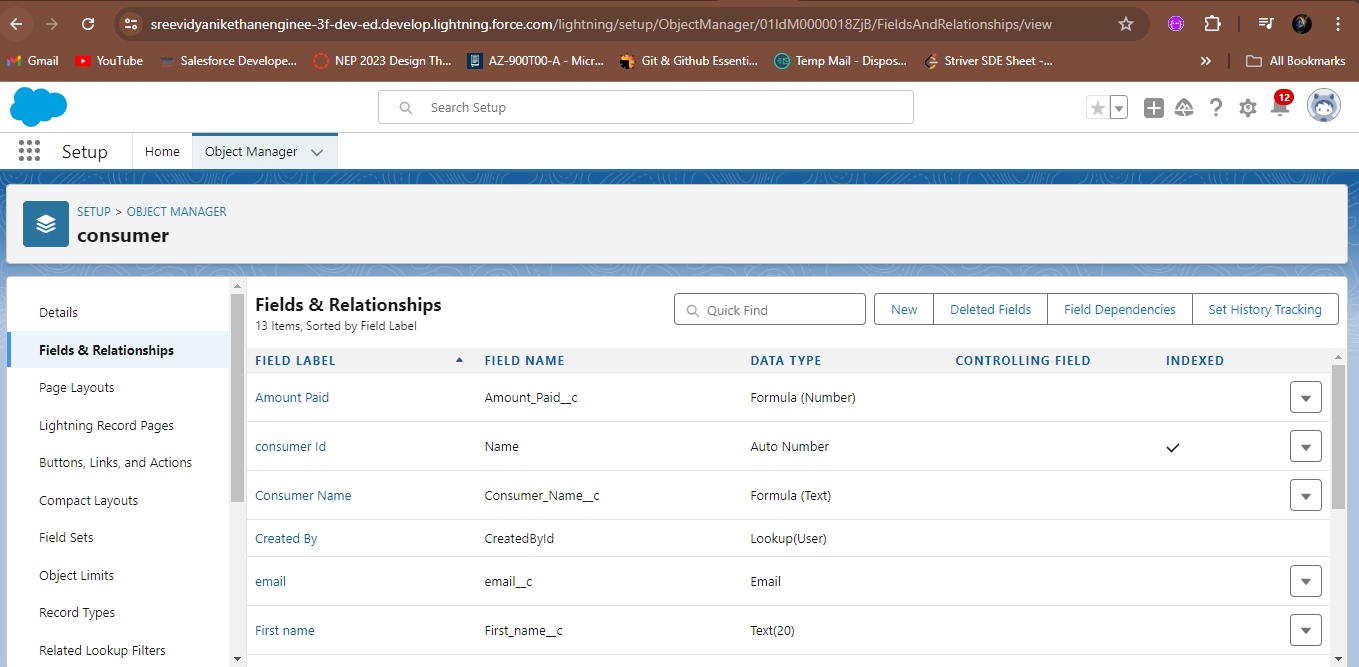 sreevidyanikethanenginee-3f-dev-ed.develop.lightning.force.com/lightning/setup/ObjectManager/01IdM0000018ZjB/FieldsAndRelationships/view
Gmail YouTube Salesforce Develope... NEP 2023 Design Th... AZ-900T00-A - Micr... Git & Github Essenti... Temp Mail - Dispos... Striver SDE Sheet -... » All Bookmarks
Search Setup
12
Setup Home Object Manager
SETUP > OBJECT MANAGER
consumer
Details
Fields & Relationships
Page Layouts
Lightning Record Pages
Buttons, Links, and Actions
Compact Layouts
Field Sets
Object Limits
Record Types
Related Lookup Filters
Fields & Relationships
13 Items, Sorted by Field Label
Quick Find New Deleted Fields Field Dependencies Set History Tracking
FIELD LABEL FIELD NAME DATA TYPE CONTROLLING FIELD INDEXED
Amount Paid Amount_Paid__c Formula (Number)
consumer Id Name Auto Number
Consumer Name Consumer_Name__c Formula (Text)
Created By CreatedById Lookup(User)
email email__c Email
First name First_name__c Text(20)